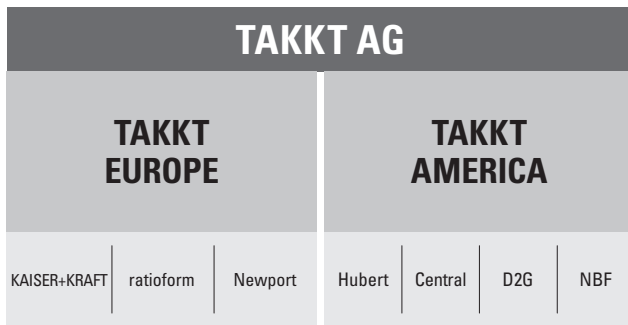 TAKKT AG
TAKKT
EUROPE
TAKKT
AMERICA
KAISER+KRAFT
ratioform
Newport
Hubert
Central
D2G
NBF